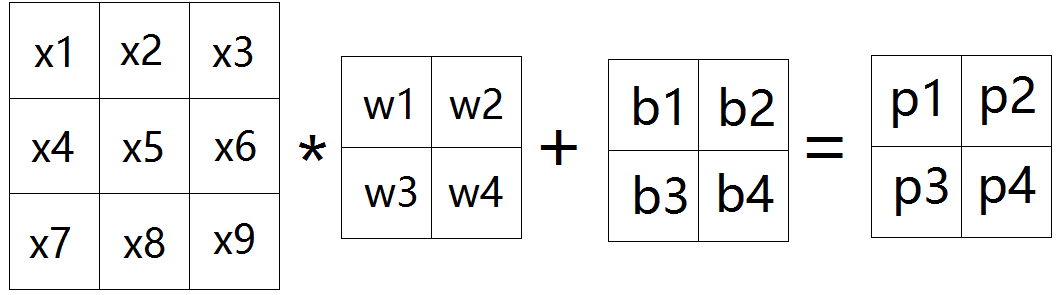 x1 x2 x3
x4 x5 x6
x7 x8 x9
*
w1 w2
w3 w4
+
b1 b2
b3 b4
=
p1 p2
p3 p4